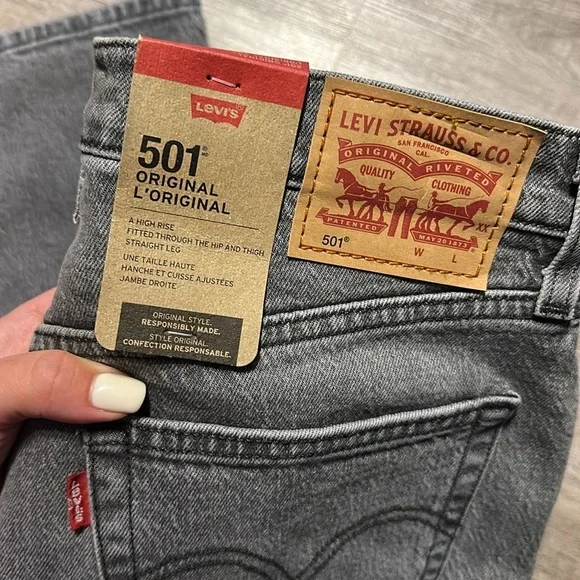 Levi's
501®
ORIGINAL
L'ORIGINAL
A HIGH RISE
FITTED THROUGH THE HIP AND THIGH
STRAIGHT LEG
UNE TAILLE HAUTE
HANCHE ET CUISSE AJUSTÉES
JAMBE DROITE
ORIGINAL STYLE.
RESPONSIBLY MADE.
STYLE ORIGINAL.
CONFECTION RESPONSABLE.
LEVI STRAUSS & CO.
SAN FRANCISCO
CAL.
ORIGINAL RIVETED
QUALITY CLOTHING
PATENTED MAY 20 1873
XX
501® W L
LEVI'S